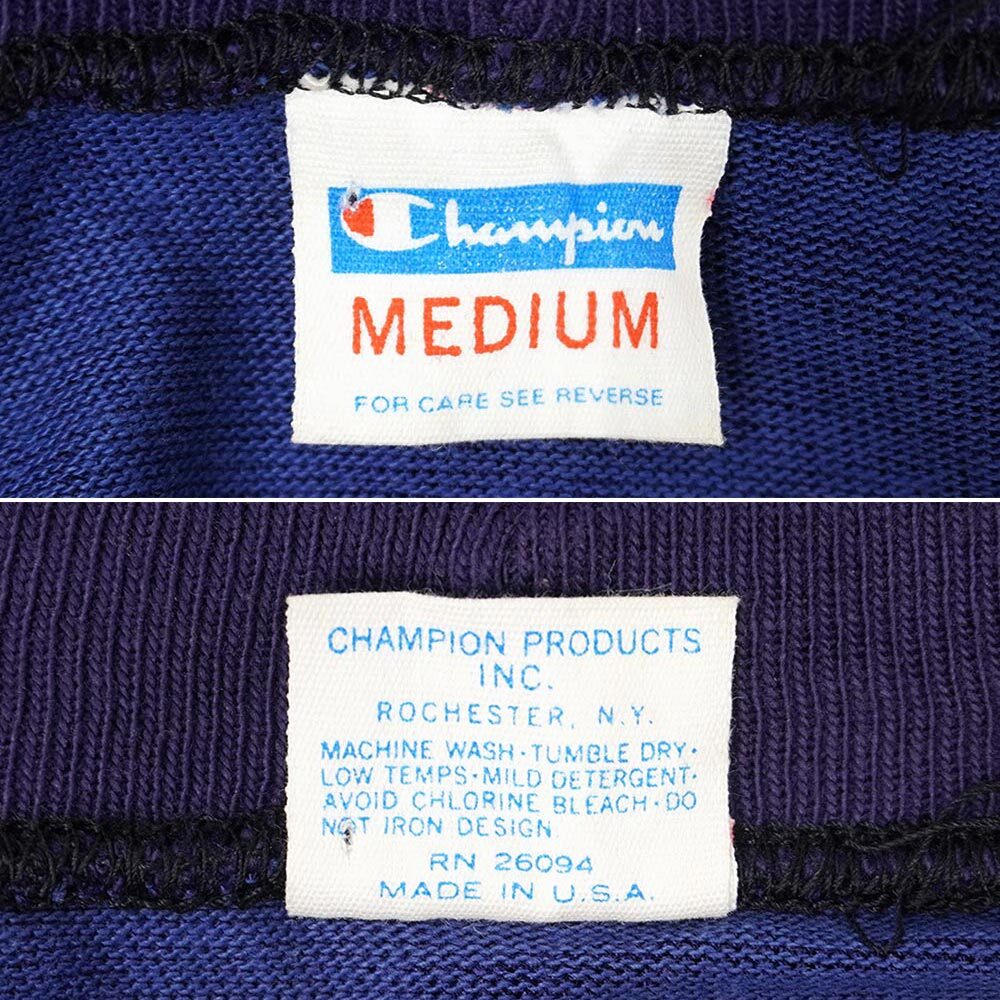 Champion
MEDIUM
FOR CARE SEE REVERSE
CHAMPION PRODUCTS
INC.
ROCHESTER, N.Y.
MACHINE WASH·TUMBLE DRY·
LOW TEMPS·MILD DETERGENT·
AVOID CHLORINE BLEACH·DO
NOT IRON DESIGN
RN 26094
MADE IN U.S.A.